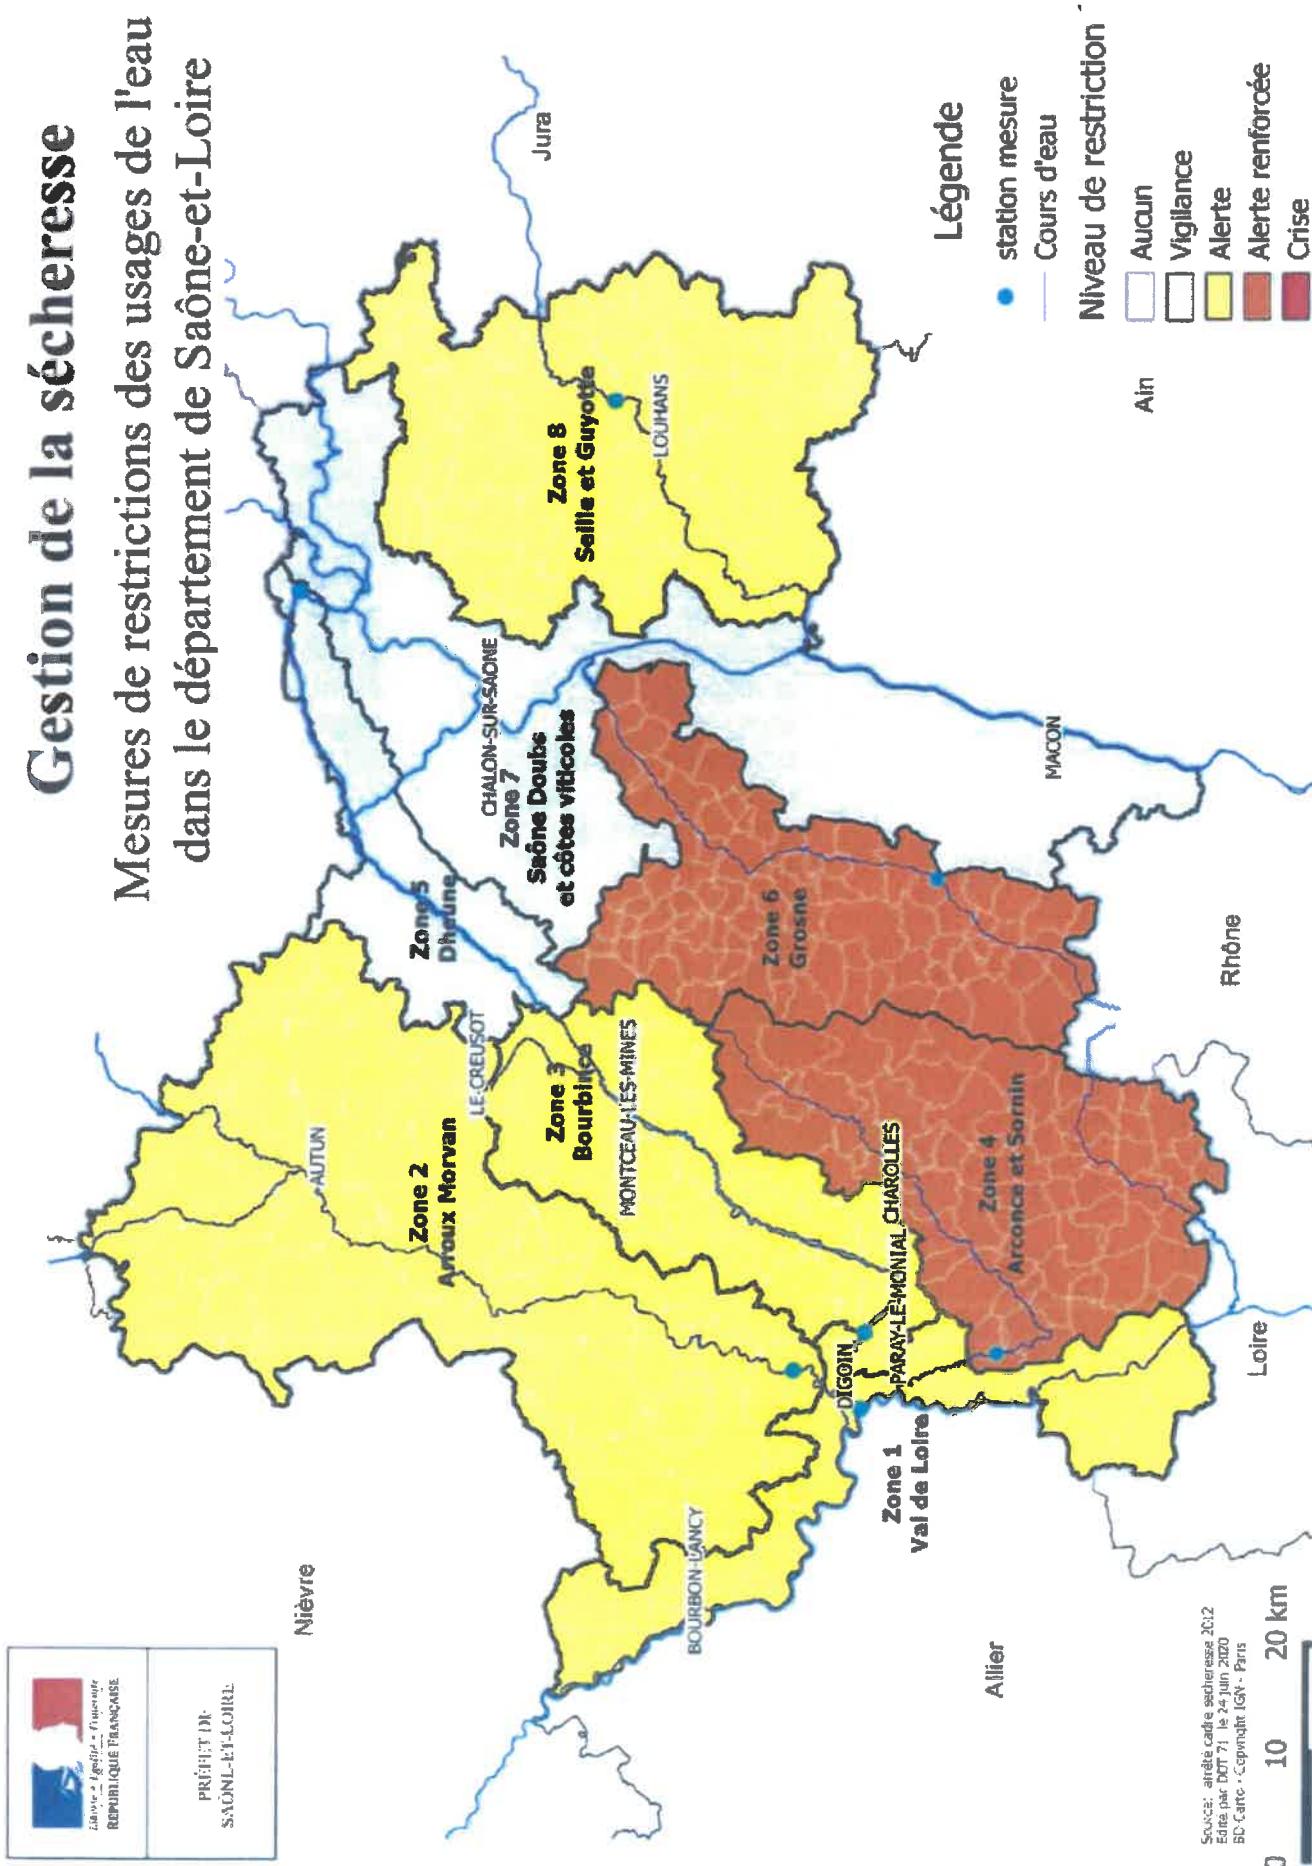 Gestion de la sécheresse
Mesures de restrictions des usages de l'eau
dans le département de Saône-et-Loire
RÉPUBLIQUE FRANÇAISE
PRÉFET DE
SAÔNE-ET-LOIRE
Nièvre
Jura
AUTUN
Zone 2
Arroux Morvan
LE-CREUSOT
Zone 5
Dheune
CHALON-SUR-SAONE
Zone 7
Saône Doubs
et côtes viticoles
Zone 8
Seille et Guyotte
LOUHANS
Zone 3
Bourbince
MONTCEAU-LES-MINES
BOURBON-LANCY
DIGOIN
PARAY-LE-MONIAL
CHAROLLES
Zone 6
Grosne
Zone 4
Arconce et Sornin
Zone 1
Val de Loire
MACON
Allier
Loire
Rhône
Ain
Légende
station mesure
Cours d'eau
Niveau de restriction
Aucun
Vigilance
Alerte
Alerte renforcée
Crise
Source: arrêté cadre secheresse 2012
Edité par DDT 71 le 24 juin 2020
BD Carto - Copyright IGN - Paris
0 10 20 km